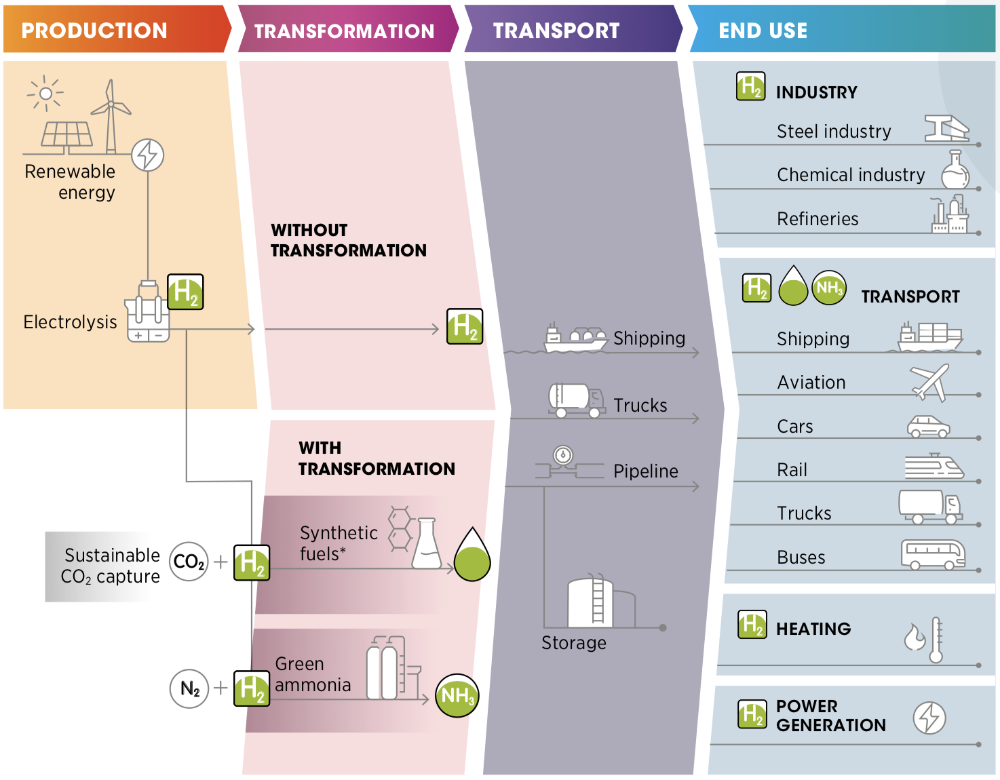 PRODUCTION
TRANSFORMATION
TRANSPORT
END USE
Renewable
energy
Electrolysis
H2
WITHOUT
TRANSFORMATION
H2
WITH
TRANSFORMATION
Sustainable
CO2 capture
CO2 + H2
Synthetic
fuels*
N2 + H2
Green
ammonia
NH3
Shipping
Trucks
Pipeline
Storage
H2 INDUSTRY
Steel industry
Chemical industry
Refineries
H2 NH3 TRANSPORT
Shipping
Aviation
Cars
Rail
Trucks
Buses
H2 HEATING
H2 POWER
GENERATION